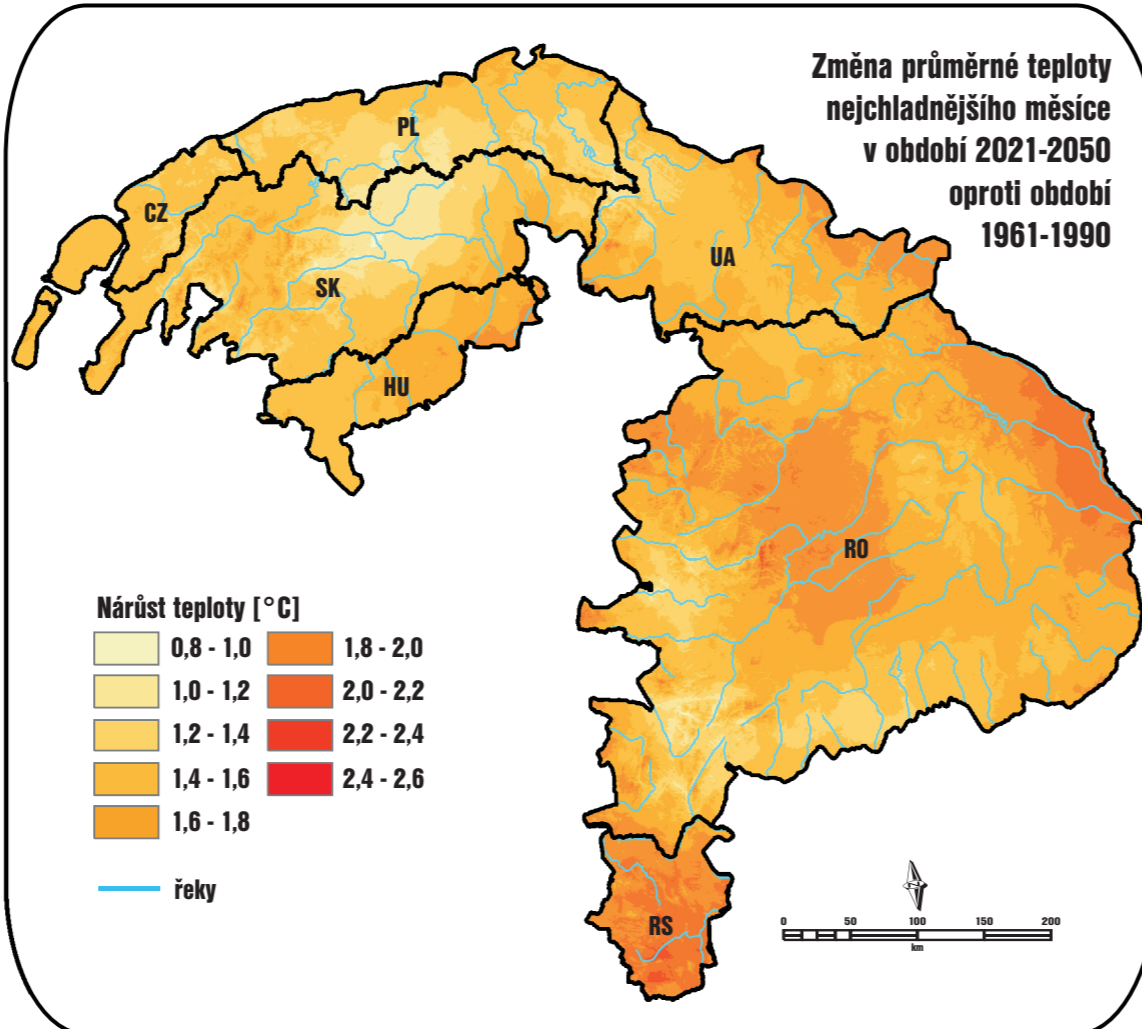 Změna průměrné teploty
nejchladnějšího měsíce
v období 2021-2050
oproti období
1961-1990
PL
CZ
SK
UA
HU
RO
RS
Nárůst teploty [°C]
0,8 - 1,0
1,0 - 1,2
1,2 - 1,4
1,4 - 1,6
1,6 - 1,8
1,8 - 2,0
2,0 - 2,2
2,2 - 2,4
2,4 - 2,6
řeky
N
0 50 100 150 200
km